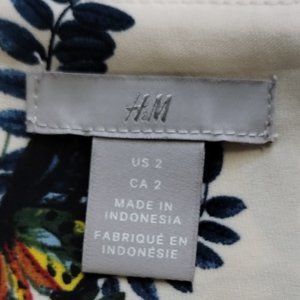 H&M
US 2
CA 2
MADE IN
INDONESIA
FABRIQUÉ EN
INDONÉSIE